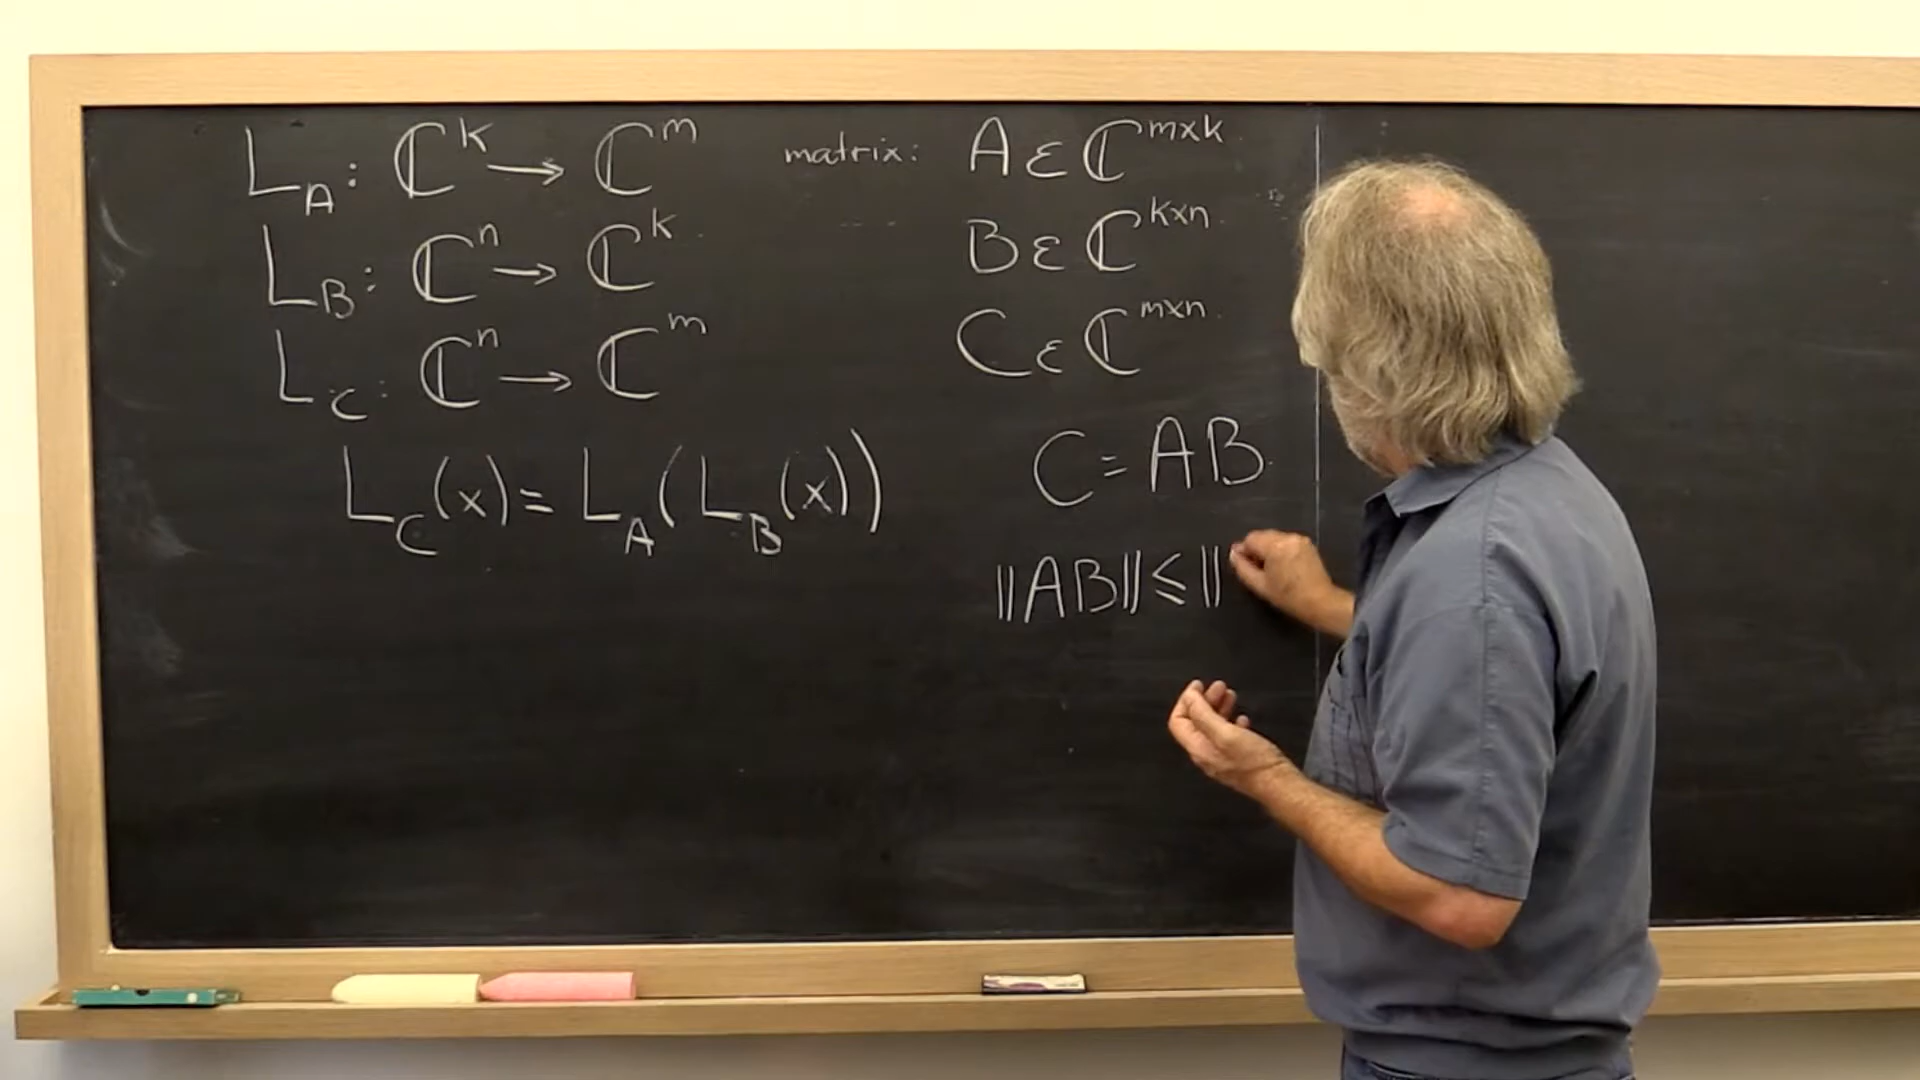 L_A: ℂ^k → ℂ^m matrix: A ∈ ℂ^{m×k}
L_B: ℂ^n → ℂ^k B ∈ ℂ^{k×n}
L_C: ℂ^n → ℂ^m C ∈ ℂ^{m×n}
L_C(x) = L_A(L_B(x)) C = AB
||AB|| ≤ ||